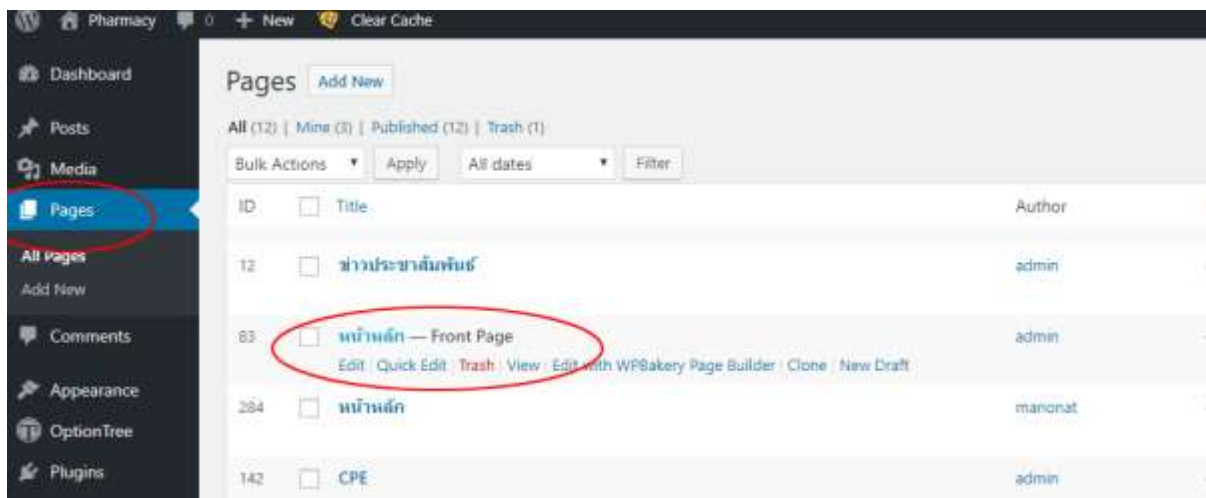 Pharmacy 0 + New Clear Cache
Dashboard
Posts
Media
Pages
All Pages
Add New
Comments
Appearance
OptionTree
Plugins
Pages Add New
All (12) | Mine (3) | Published (12) | Trash (1)
Bulk Actions Apply All dates Filter
ID Title Author
12 ข่าวประชาสัมพันธ์ admin
83 หน้าหลัก — Front Page admin
Edit | Quick Edit | Trash | View | Edit with WPBakery Page Builder | Clone | New Draft
284 หน้าหลัก manonat
142 CPE admin